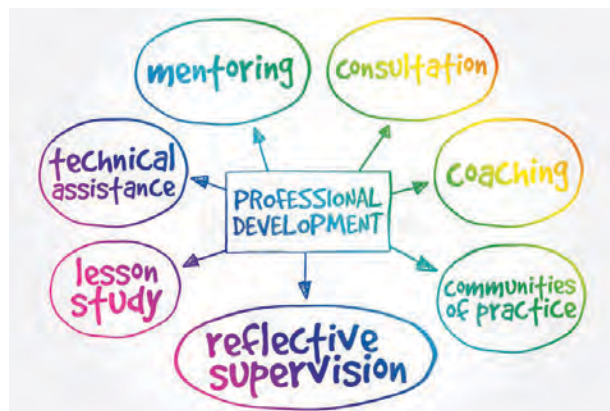 mentoring
consultation
technical
assistance
PROFESSIONAL
DEVELOPMENT
coaching
lesson
study
communities
of practice
reflective
supervision